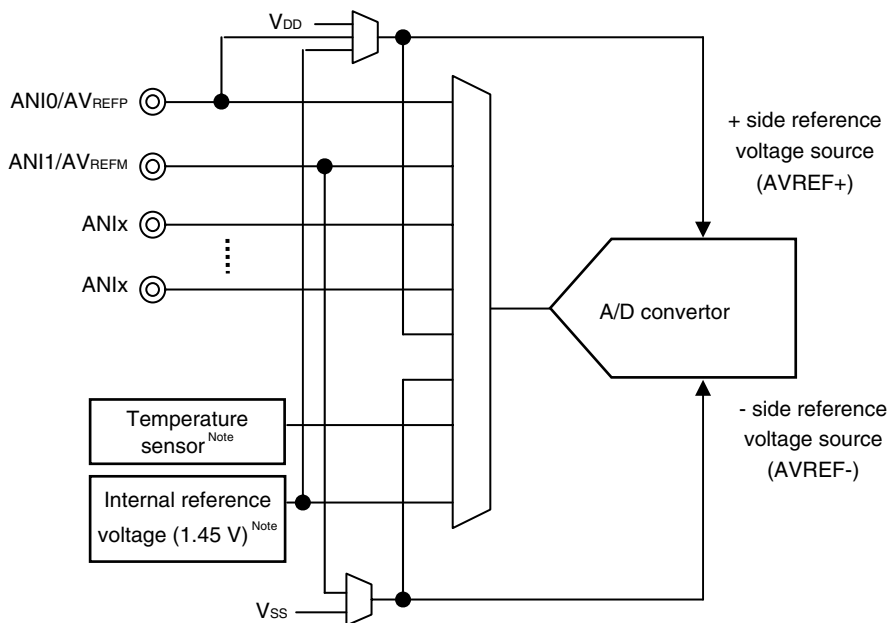 VDD
ANI0/AVREFP
ANI1/AVREFM
ANIx
ANIx
+ side reference
voltage source
(AVREF+)
A/D convertor
- side reference
voltage source
(AVREF-)
Temperature
sensor Note
Internal reference
voltage (1.45 V) Note
VSS